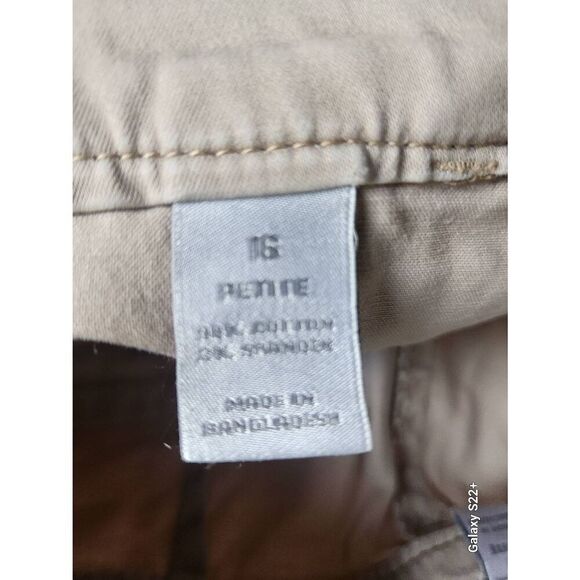 16
PETITE
98% COTTON
2% SPANDEX
MADE IN
BANGLADESH
Galaxy S22+